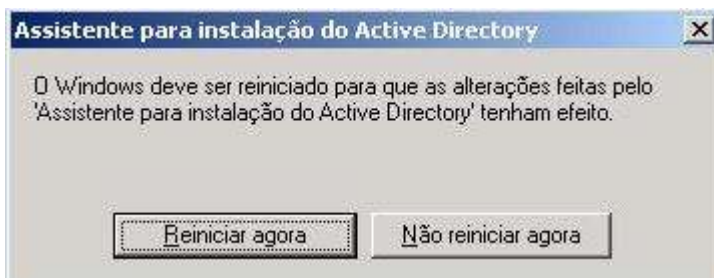 Assistente para instalação do Active Directory
O Windows deve ser reiniciado para que as alterações feitas pelo
'Assistente para instalação do Active Directory' tenham efeito.
Reiniciar agora
Não reiniciar agora